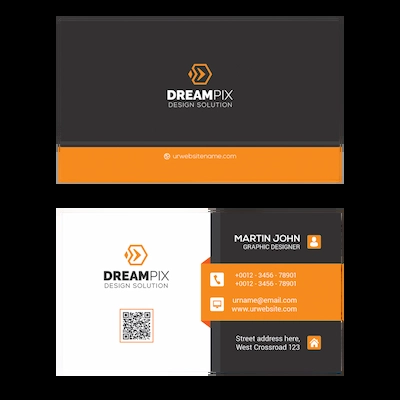 DREAMPIX
DESIGN SOLUTION
urwebsitename.com
DREAMPIX
DESIGN SOLUTION
MARTIN JOHN
GRAPHIC DESIGNER
+0012 - 3456 - 78901
+0012 - 3456 - 78901
urname@email.com
www.urwebsite.com
Street address here,
West Crossroad 123